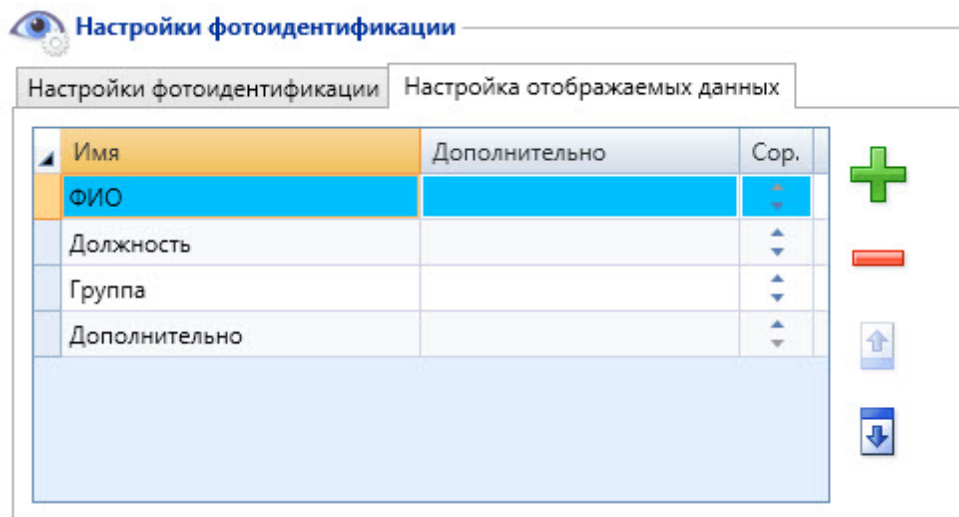 Настройки фотоидентификации
Настройки фотоидентификации Настройка отображаемых данных
Имя Дополнительно Сор.
ФИО
Должность
Группа
Дополнительно